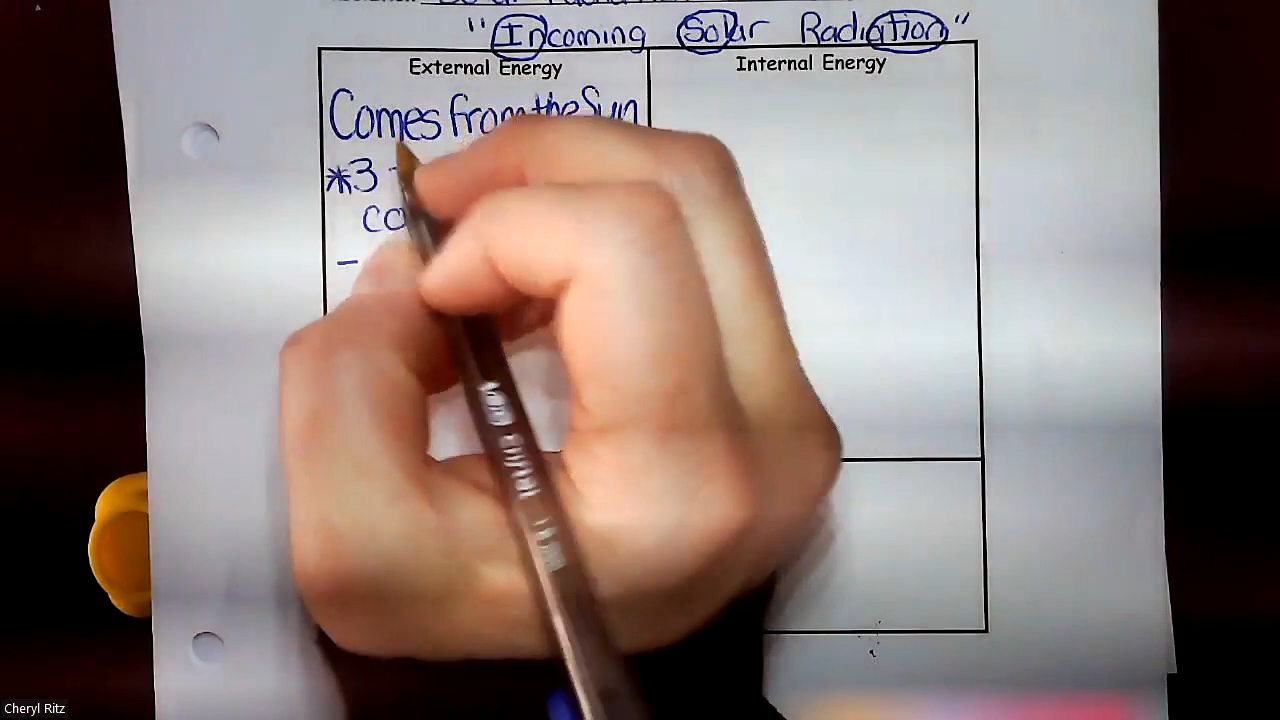 "Incoming Solar Radiation"
External Energy
Internal Energy
Comes from the Sun
*3
co
-
Cheryl Ritz